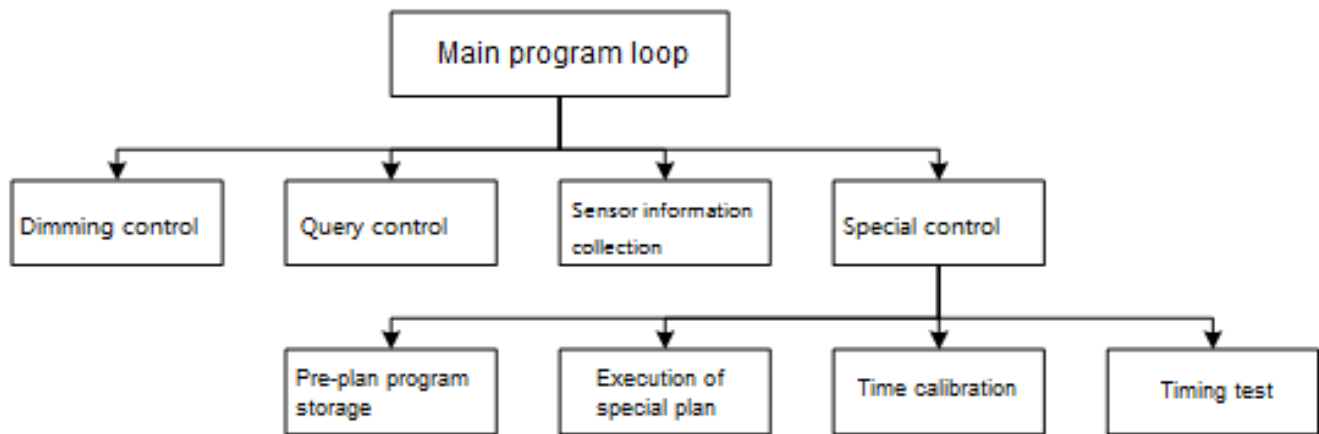 Main program loop
Dimming control
Query control
Sensor information
collection
Special control
Pre-plan program
storage
Execution of
special plan
Time calibration
Timing test